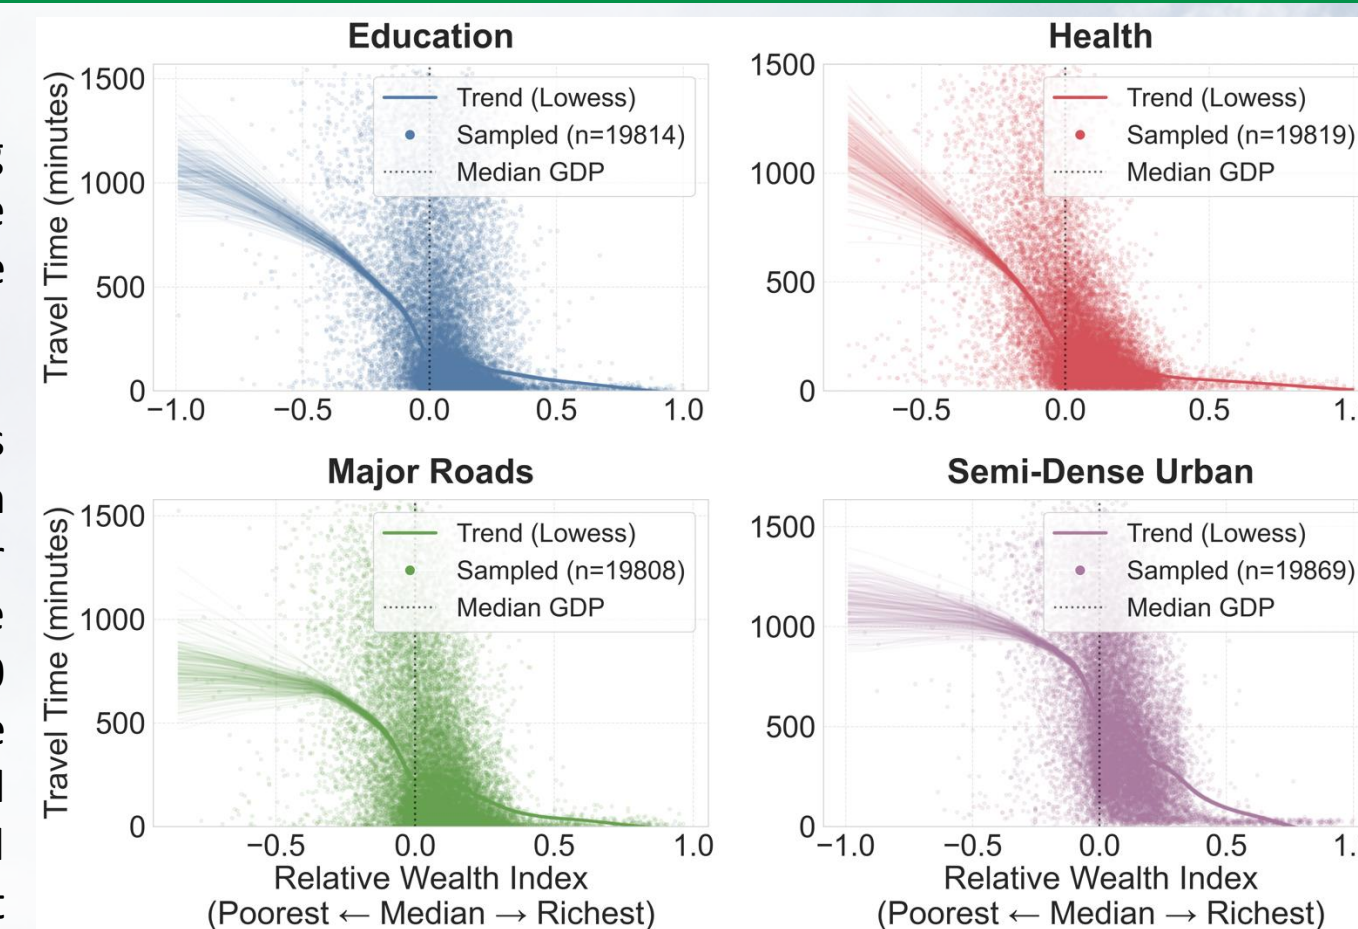 Education
Travel Time (minutes)
1500
1000
500
0
−1.0 −0.5 0.0 0.5 1.0
Trend (Lowess)
Sampled (n=19814)
Median GDP
Health
1500
1000
500
0
−0.5 0.0 0.5 1.
Trend (Lowess)
Sampled (n=19819)
Median GDP
Major Roads
Travel Time (minutes)
1500
1000
500
0
−0.5 0.0 0.5 1.0
Trend (Lowess)
Sampled (n=19808)
Median GDP
Relative Wealth Index
(Poorest ← Median → Richest)
Semi-Dense Urban
1500
1000
500
0
−1.0 −0.5 0.0 0.5 1.
Trend (Lowess)
Sampled (n=19869)
Median GDP
Relative Wealth Index
(Poorest ← Median → Richest)